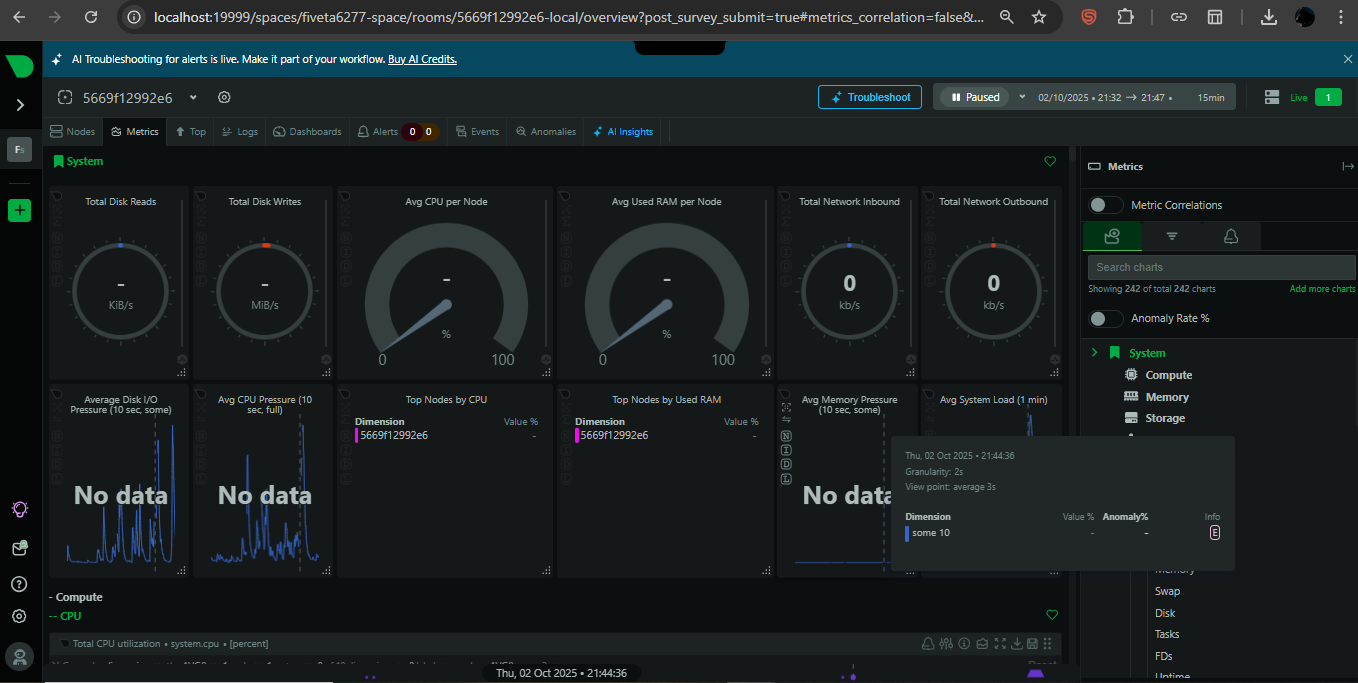 localhost:19999/spaces/fiveta6277-space/rooms/5669f12992e6-local/overview?post_survey_submit=true#metrics_correlation=false&...
AI Troubleshooting for alerts is live. Make it part of your workflow. Buy AI Credits.
5669f12992e6
Troubleshoot
Paused
02/10/2025 • 21:32 → 21:47 • 15min
Live 1
Fs
Nodes Metrics Top Logs Dashboards Alerts 0 0 Events Anomalies AI Insights
System
Total Disk Reads
-
KiB/s
Total Disk Writes
-
MiB/s
Avg CPU per Node
-
%
0 100
Avg Used RAM per Node
-
%
0 100
Total Network Inbound
0
kb/s
Total Network Outbound
0
kb/s
Average Disk I/O
Pressure (10 sec, some)
No data
Avg CPU Pressure (10
sec, full)
No data
Top Nodes by CPU
Dimension Value %
5669f12992e6 -
Top Nodes by Used RAM
Dimension Value %
5669f12992e6 -
Avg Memory Pressure
(10 sec, some)
N
I
D
L
No data
Avg System Load (1 min)
Thu, 02 Oct 2025 • 21:44:36
Granularity: 2s
View point: average 3s
Dimension Value % Anomaly% Info
some 10 - - E
- Compute
-- CPU
Total CPU utilization • system.cpu • [percent]
Thu, 02 Oct 2025 • 21:44:36
Metrics
Metric Correlations
Search charts
Showing 242 of total 242 charts
Add more charts
Anomaly Rate %
System
Compute
Memory
Storage
Memory
Swap
Disk
Tasks
FDs
Uptime